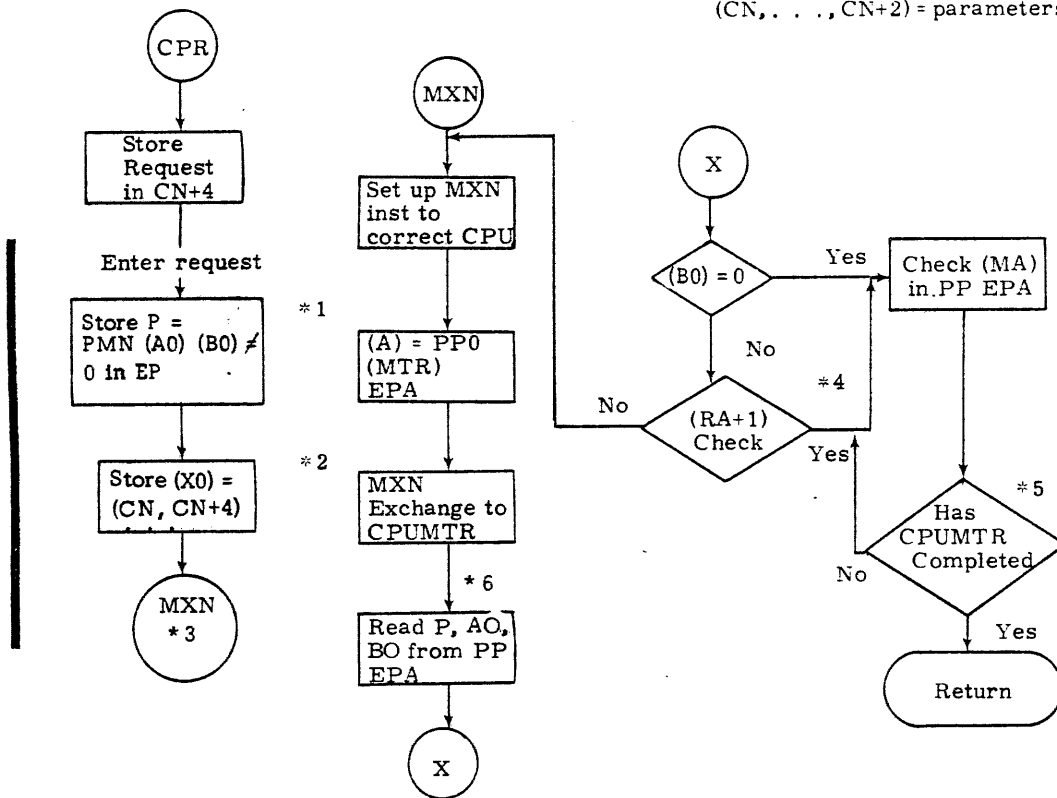 (CN, . . . , CN+2) = parameters
CPR
Store
Request
in CN+4
Enter request
Store P =
PMN (A0) (B0) ≠
0 in EP
*1
Store (X0) =
(CN, CN+4)
*2
MXN
*3
MXN
Set up MXN
inst to
correct CPU
(A) = PP0
(MTR)
EPA
MXN
Exchange to
CPUMTR
*6
Read P, AO,
BO from PP
EPA
X
X
(B0) = 0
Yes
No
(RA+1)
Check
No
*4
Yes
Check (MA)
in.PP EPA
*5
Has
CPUMTR
Completed
No
Yes
Return